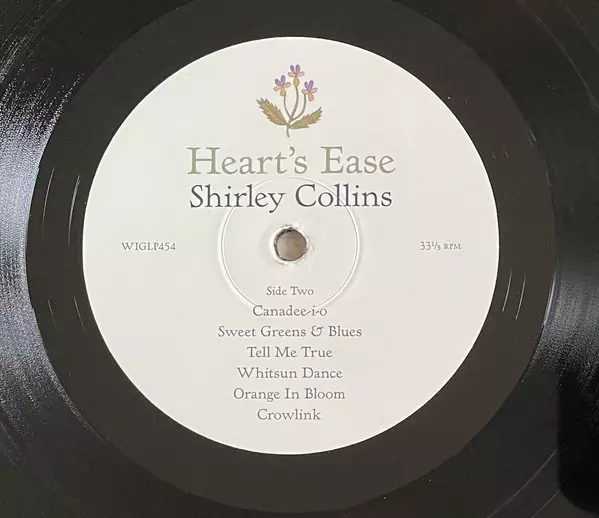 Heart's Ease
Shirley Collins
WIGLP454
33⅓ RPM
Side Two
Canadee-i-o
Sweet Greens & Blues
Tell Me True
Whitsun Dance
Orange In Bloom
Crowlink